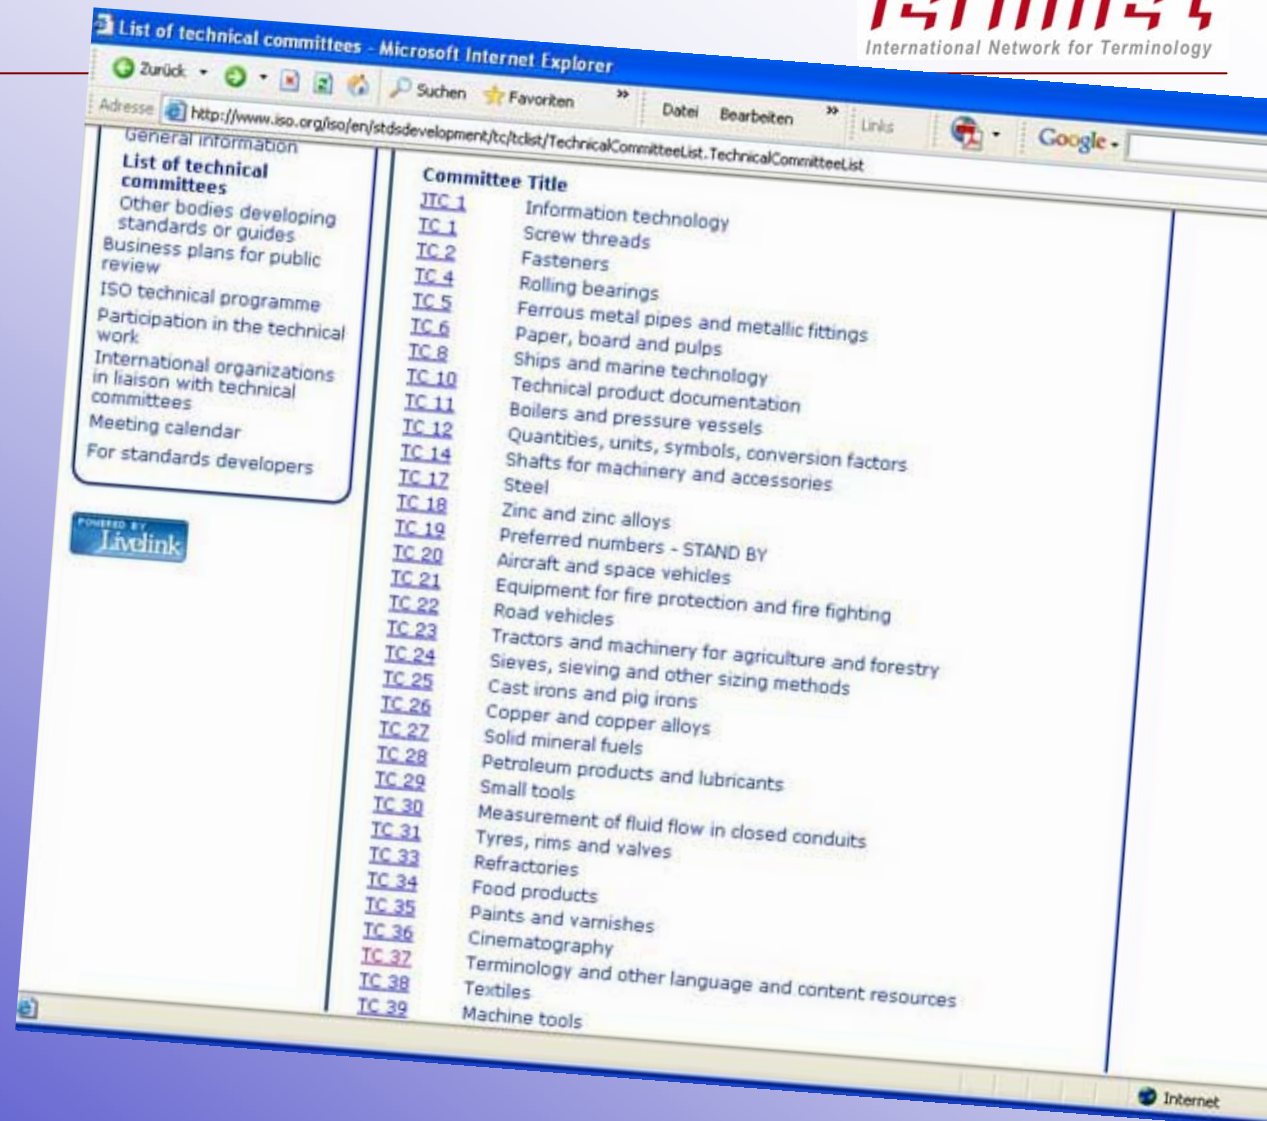 termnet
International Network for Terminology
List of technical committees - Microsoft Internet Explorer
Zurück Suchen Favoriten » Datei Bearbeiten » Links Google
Adresse http://www.iso.org/iso/en/stdsdevelopment/tc/tclist/TechnicalCommitteeList.TechnicalCommitteeList
General information
List of technical
committees
Other bodies developing
standards or guides
Business plans for public
review
ISO technical programme
Participation in the technical
work
International organizations
in liaison with technical
committees
Meeting calendar
For standards developers
POWERED BY
Livelink
Committee Title
JTC 1 Information technology
TC 1 Screw threads
TC 2 Fasteners
TC 4 Rolling bearings
TC 5 Ferrous metal pipes and metallic fittings
TC 6 Paper, board and pulps
TC 8 Ships and marine technology
TC 10 Technical product documentation
TC 11 Boilers and pressure vessels
TC 12 Quantities, units, symbols, conversion factors
TC 14 Shafts for machinery and accessories
TC 17 Steel
TC 18 Zinc and zinc alloys
TC 19 Preferred numbers - STAND BY
TC 20 Aircraft and space vehicles
TC 21 Equipment for fire protection and fire fighting
TC 22 Road vehicles
TC 23 Tractors and machinery for agriculture and forestry
TC 24 Sieves, sieving and other sizing methods
TC 25 Cast irons and pig irons
TC 26 Copper and copper alloys
TC 27 Solid mineral fuels
TC 28 Petroleum products and lubricants
TC 29 Small tools
TC 30 Measurement of fluid flow in closed conduits
TC 31 Tyres, rims and valves
TC 33 Refractories
TC 34 Food products
TC 35 Paints and varnishes
TC 36 Cinematography
TC 37 Terminology and other language and content resources
TC 38 Textiles
TC 39 Machine tools
Internet